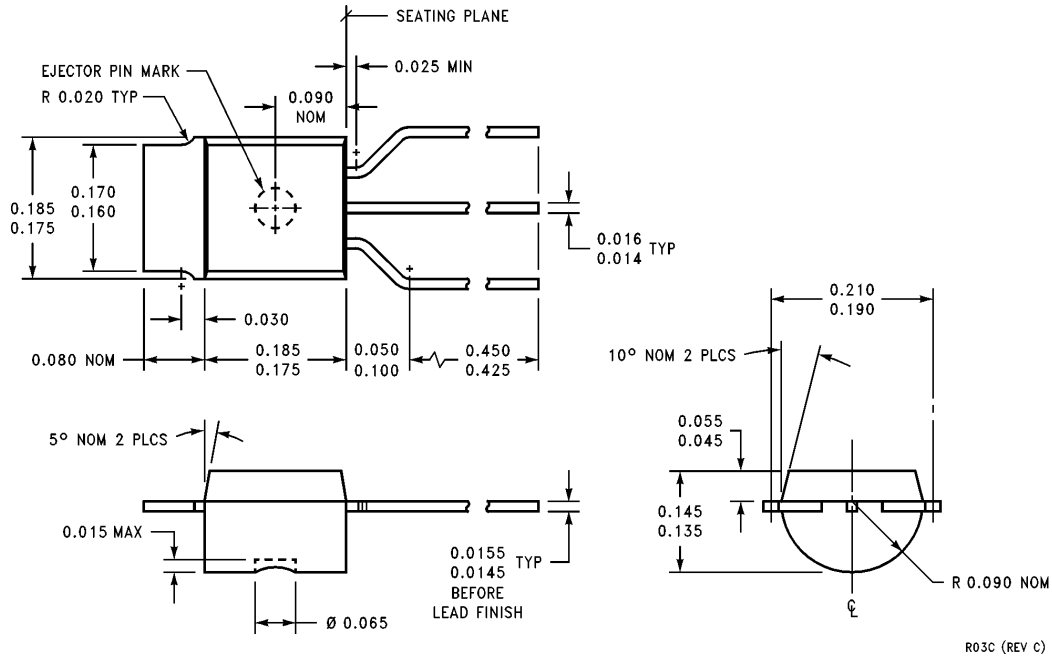 SEATING PLANE
EJECTOR PIN MARK
0.025 MIN
R 0.020 TYP
0.090
NOM
0.185
0.175
0.170
0.160
0.016
0.014
TYP
0.030
0.080 NOM
0.185
0.175
0.050
0.100
0.450
0.425
0.210
0.190
10° NOM 2 PLCS
5° NOM 2 PLCS
0.055
0.045
0.015 MAX
0.0155
0.0145
TYP
BEFORE
LEAD FINISH
0.145
0.135
Ø 0.065
R 0.090 NOM
℄
R03C (REV C)